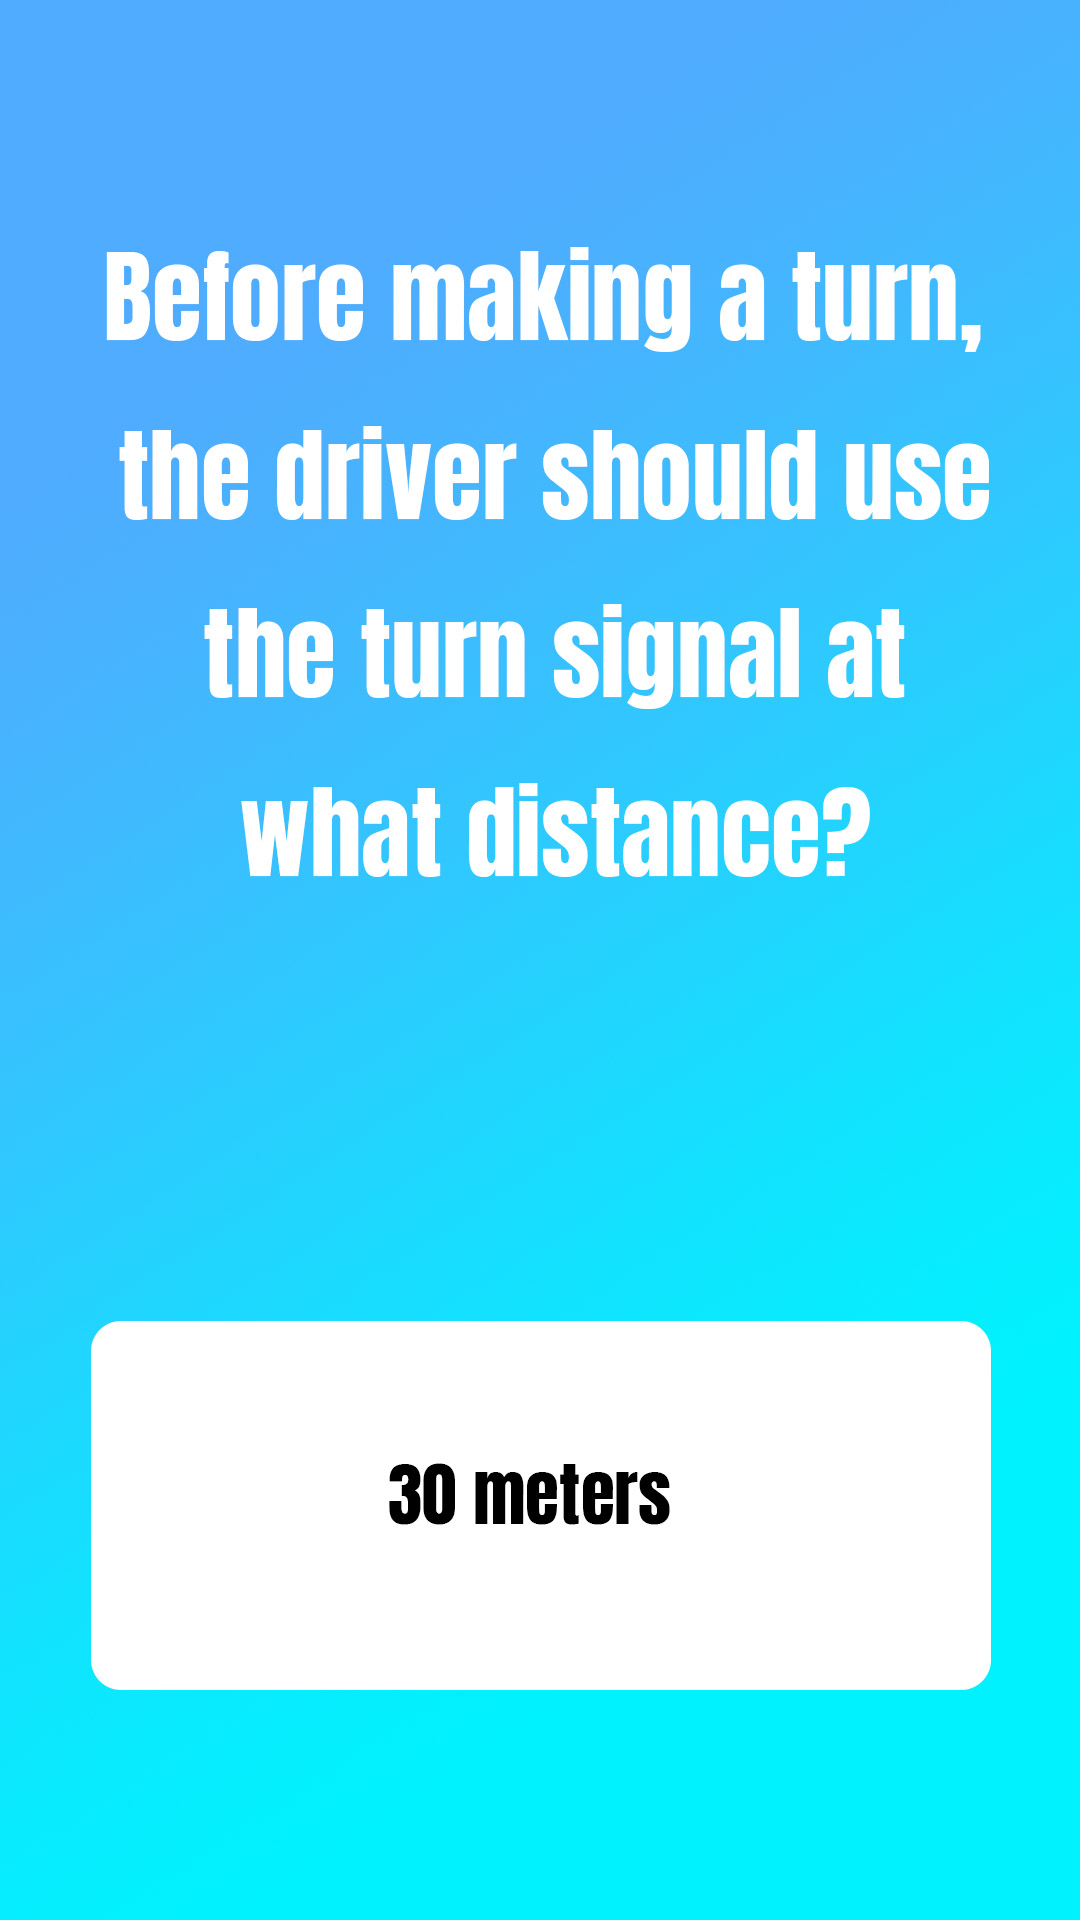 Before making a turn,
the driver should use
the turn signal at
what distance?
30 meters